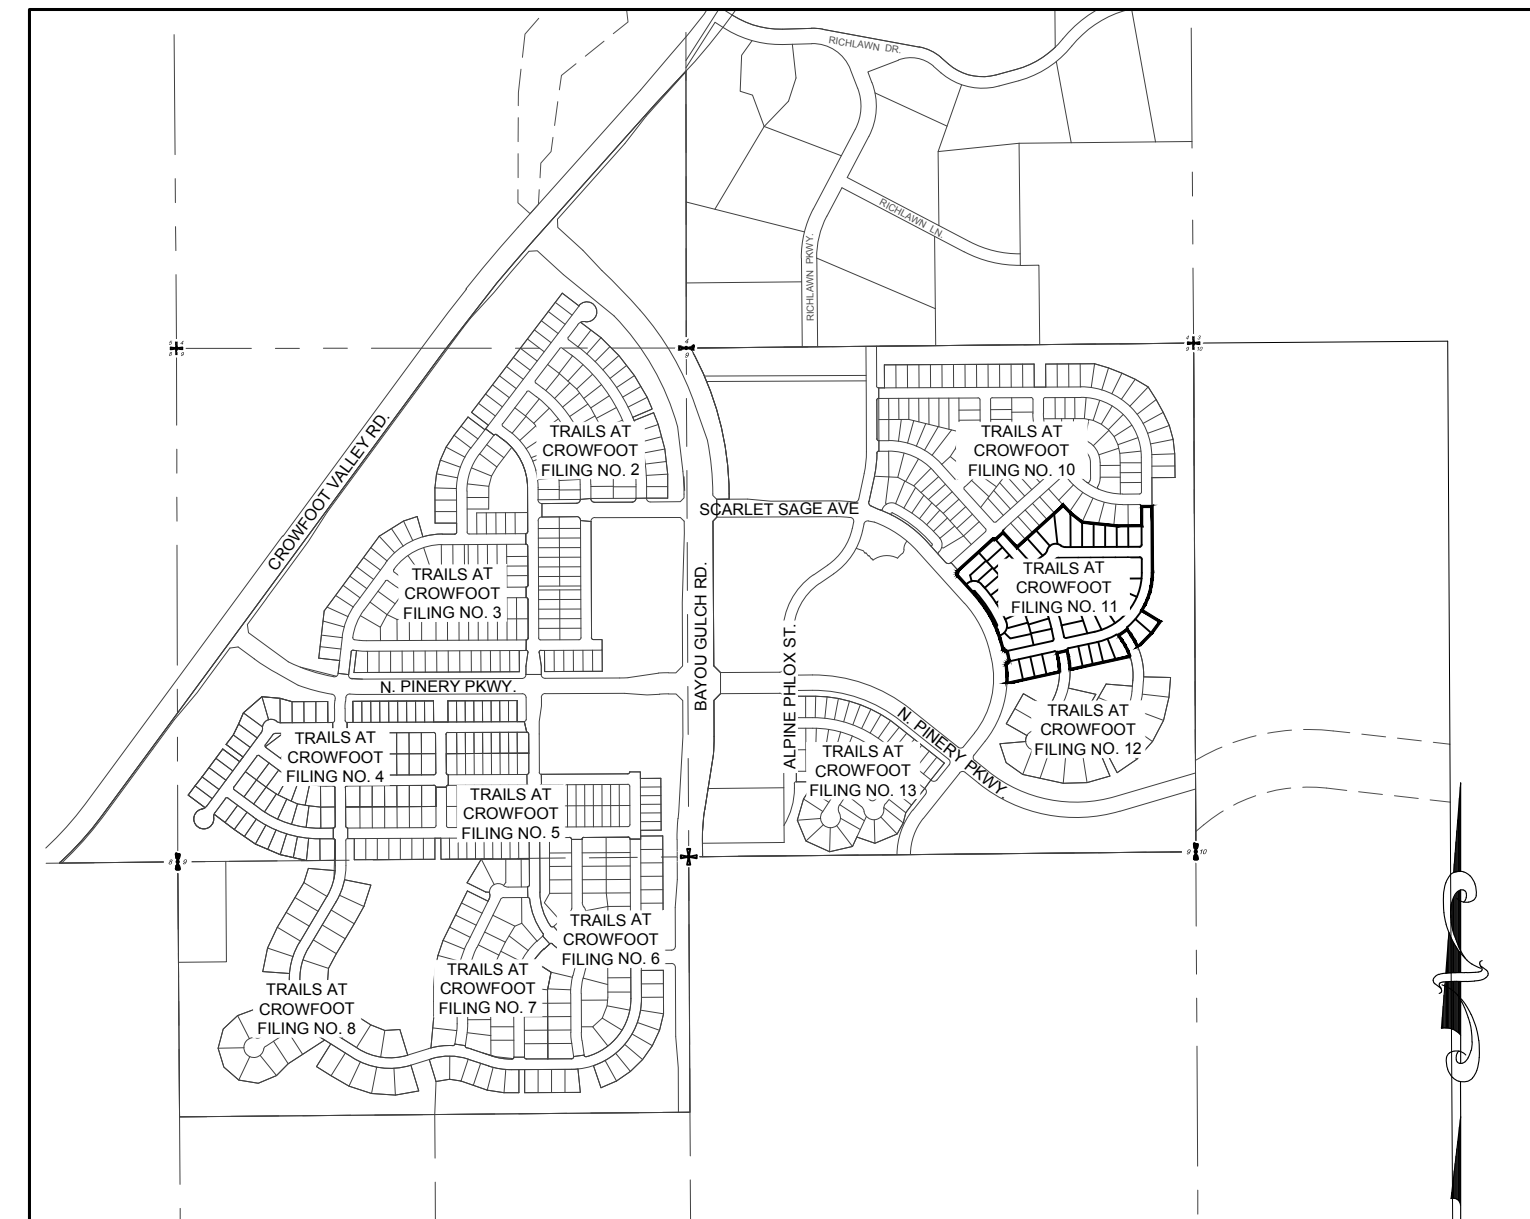 RICHLAWN DR.
RICHLAWN LN.
RICHLAWN PKWY.
CROWFOOT VALLEY RD.
TRAILS AT
CROWFOOT
FILING NO. 2
TRAILS AT
CROWFOOT
FILING NO. 10
SCARLET SAGE AVE
TRAILS AT
CROWFOOT
FILING NO. 3
TRAILS AT
CROWFOOT
FILING NO. 11
BAYOU GULCH RD.
ALPINE PHLOX ST.
N. PINERY PKWY.
N. PINERY PKWY.
TRAILS AT
CROWFOOT
FILING NO. 4
TRAILS AT
CROWFOOT
FILING NO. 12
TRAILS AT
CROWFOOT
FILING NO. 13
TRAILS AT
CROWFOOT
FILING NO. 5
8 9
9 10
TRAILS AT
CROWFOOT
FILING NO. 6
TRAILS AT
CROWFOOT
FILING NO. 7
TRAILS AT
CROWFOOT
FILING NO. 8